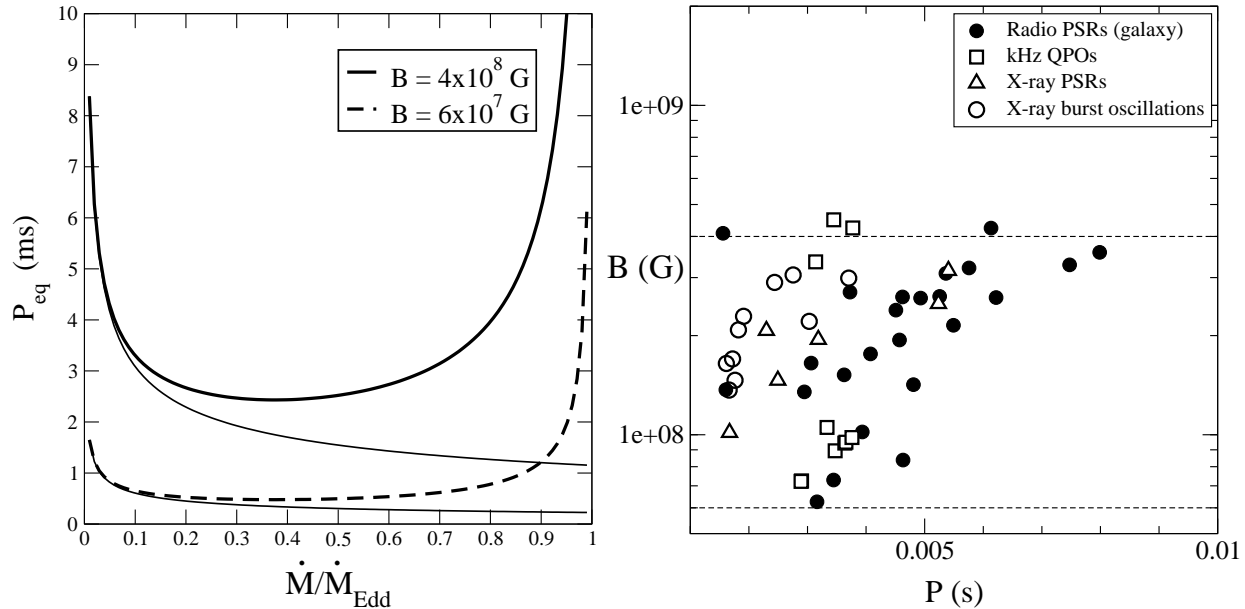 10
9
8
7
6
5
4
3
2
1
0
P_eq (ms)
B = 4x10^8 G
B = 6x10^7 G
0 0.1 0.2 0.3 0.4 0.5 0.6 0.7 0.8 0.9 1
Ṁ/Ṁ_Edd
Radio PSRs (galaxy)
kHz QPOs
X-ray PSRs
X-ray burst oscillations
1e+09
B (G)
1e+08
0.005 0.01
P (s)